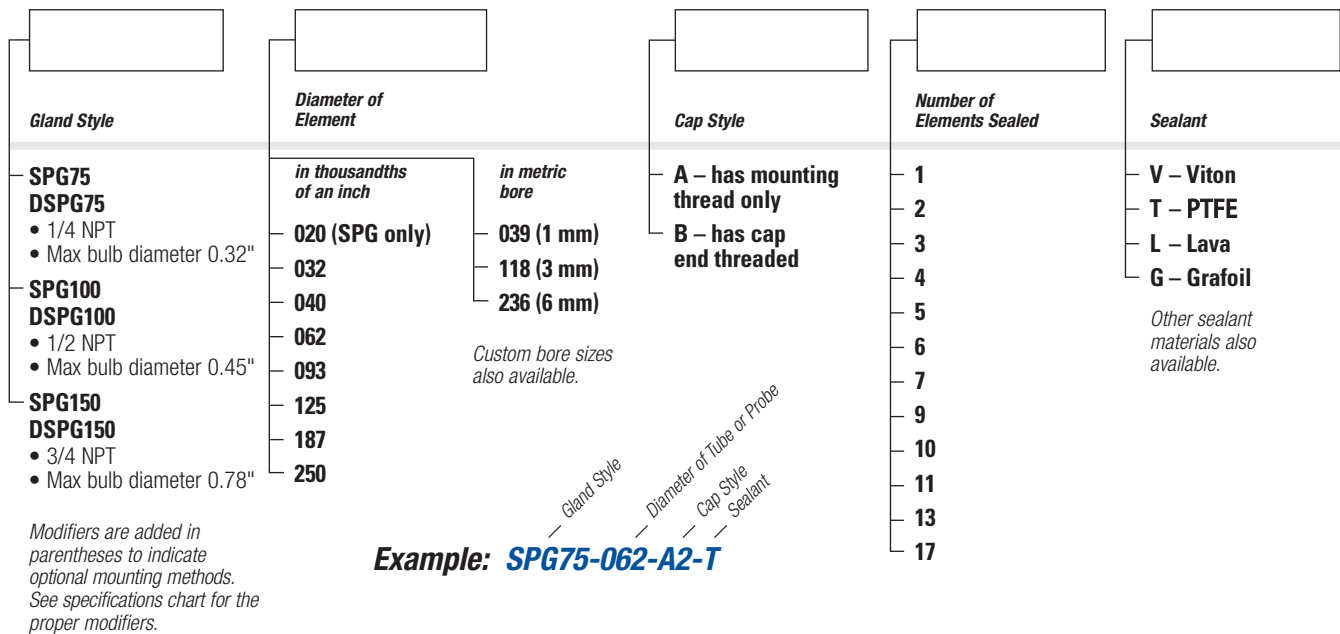 Gland Style
SPG75
DSPG75
• 1/4 NPT
• Max bulb diameter 0.32"
SPG100
DSPG100
• 1/2 NPT
• Max bulb diameter 0.45"
SPG150
DSPG150
• 3/4 NPT
• Max bulb diameter 0.78"
Modifiers are added in
parentheses to indicate
optional mounting methods.
See specifications chart for the
proper modifiers.
Diameter of
Element
in thousandths
of an inch
020 (SPG only)
032
040
062
093
125
187
250
in metric
bore
039 (1 mm)
118 (3 mm)
236 (6 mm)
Custom bore sizes
also available.
Cap Style
A – has mounting
thread only
B – has cap
end threaded
Number of
Elements Sealed
1
2
3
4
5
6
7
9
10
11
13
17
Sealant
V – Viton
T – PTFE
L – Lava
G – Grafoil
Other sealant
materials also
available.
Gland Style
Diameter of Tube or Probe
Cap Style
Sealant
Example: SPG75-062-A2-T